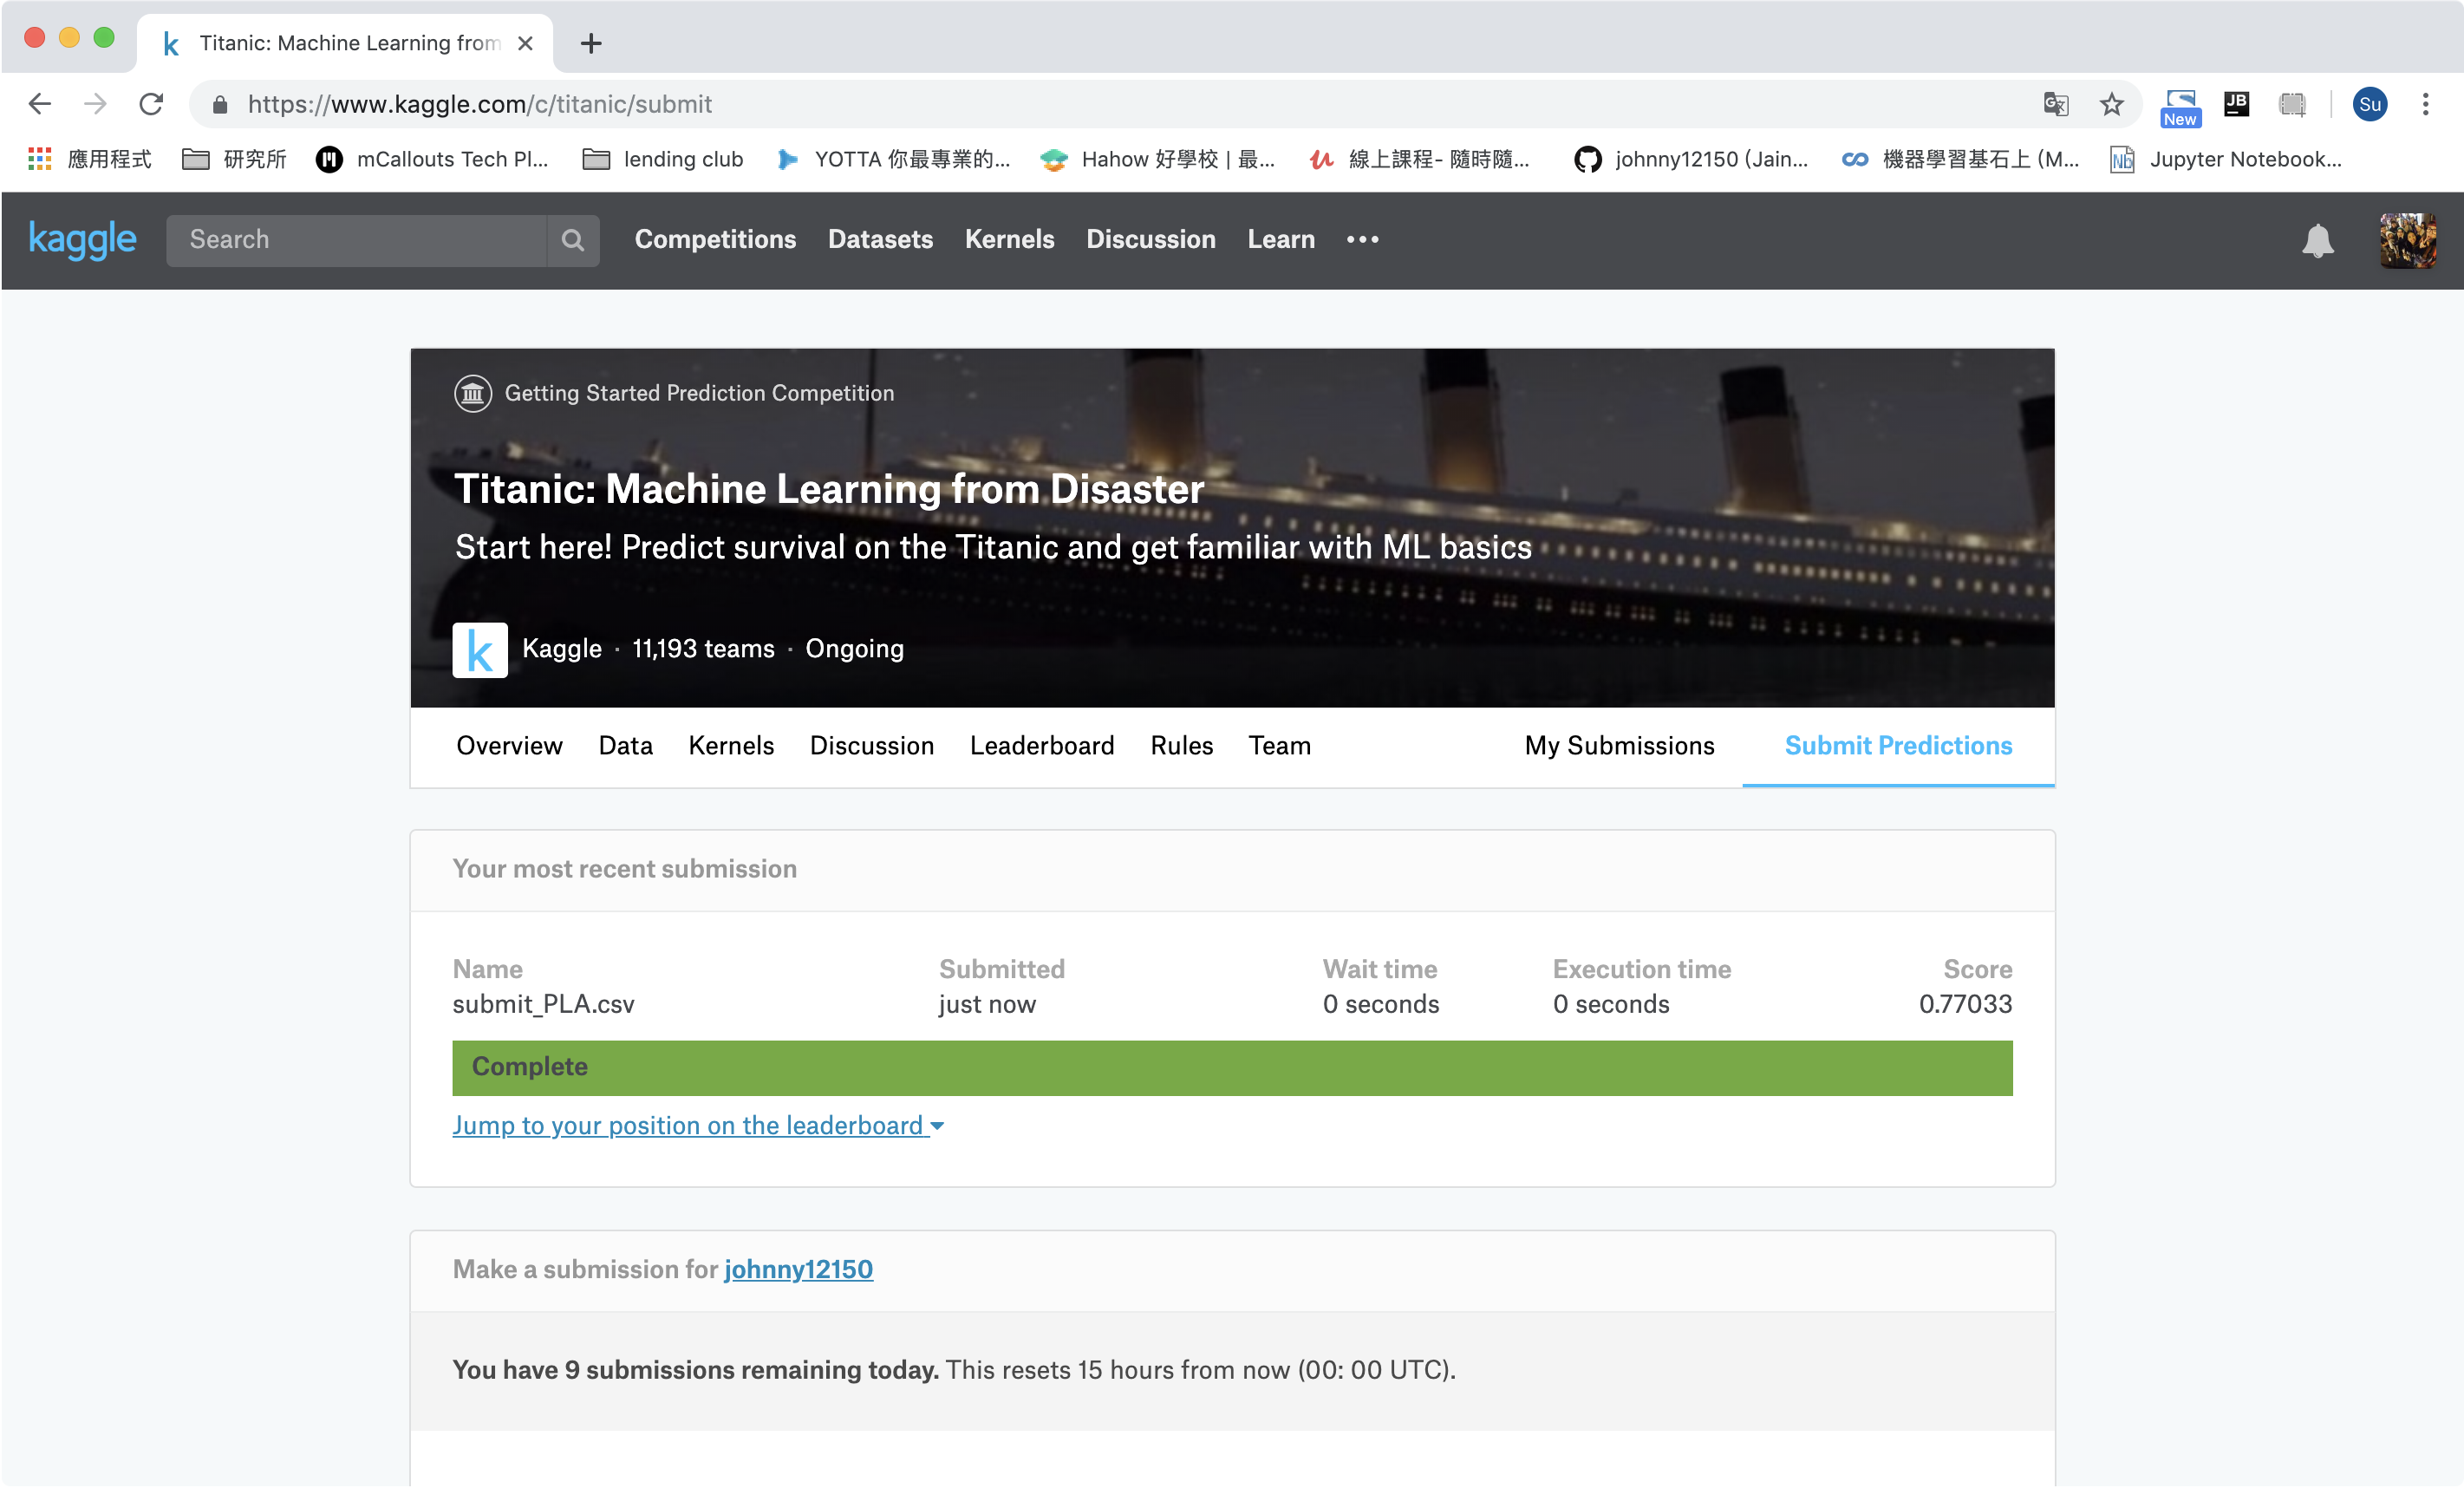 Titanic: Machine Learning from
https://www.kaggle.com/c/titanic/submit
New
JB
Su
應用程式 研究所 mCallouts Tech Pl... lending club YOTTA 你最專業的... Hahow 好學校 | 最... 線上課程- 隨時隨... johnny12150 (Jain... 機器學習基石上 (M... Jupyter Notebook...
kaggle Search Competitions Datasets Kernels Discussion Learn
Getting Started Prediction Competition
Titanic: Machine Learning from Disaster
Start here! Predict survival on the Titanic and get familiar with ML basics
k Kaggle · 11,193 teams · Ongoing
Overview Data Kernels Discussion Leaderboard Rules Team My Submissions Submit Predictions
Your most recent submission
Name Submitted Wait time Execution time Score
submit_PLA.csv just now 0 seconds 0 seconds 0.77033
Complete
Jump to your position on the leaderboard
Make a submission for johnny12150
You have 9 submissions remaining today. This resets 15 hours from now (00: 00 UTC).